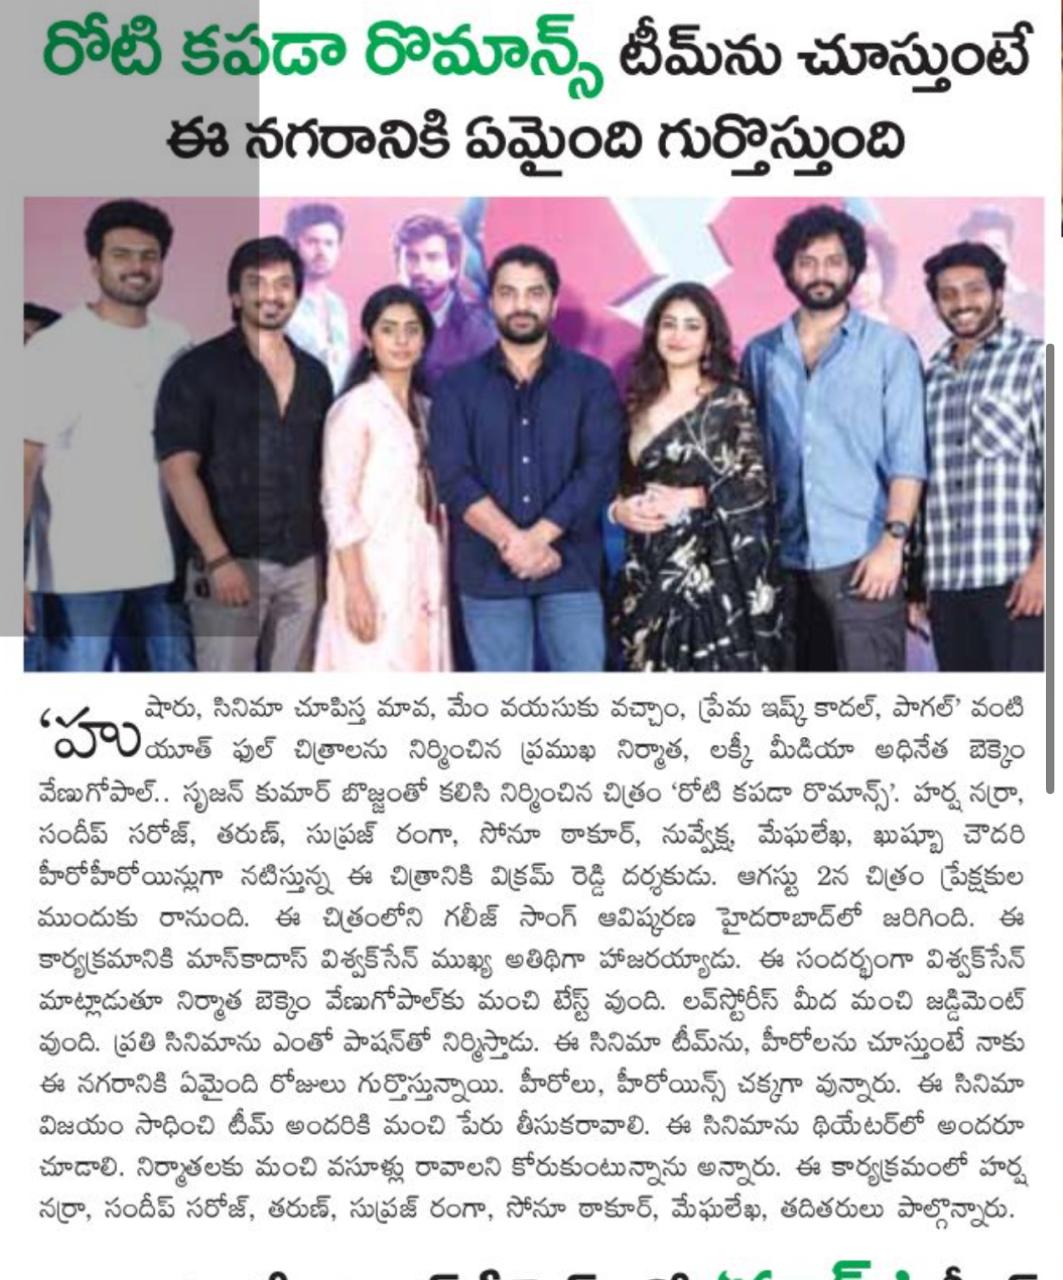 రోటి కపడా రొమాన్స్ టీమ్‌ను చూస్తుంటే
ఈ నగరానికి ఏమైంది గుర్తొస్తుంది
‘హుషారు, సినిమా చూపిస్త మావ, మేం వయసుకు వచ్చాం, ప్రేమ ఇష్క్ కాదల్, పాగల్’ వంటి
యూత్ ఫుల్ చిత్రాలను నిర్మించిన ప్రముఖ నిర్మాత, లక్కీ మీడియా అధినేత బెక్కెం
వేణుగోపాల్.. సృజన్ కుమార్ బొజ్జంతో కలిసి నిర్మించిన చిత్రం ‘రోటి కపడా రొమాన్స్’. హర్ష నర్రా,
సందీప్ సరోజ్, తరుణ్, సుప్రజ్ రంగా, సోనూ ఠాకూర్, నువ్వేక్ష, మేఘలేఖ, ఖుష్బూ చౌదరి
హీరోహీరోయిన్లుగా నటిస్తున్న ఈ చిత్రానికి విక్రమ్ రెడ్డి దర్శకుడు. ఆగస్టు 2న చిత్రం ప్రేక్షకుల
ముందుకు రానుంది. ఈ చిత్రంలోని గలీజ్ సాంగ్ ఆవిష్కరణ హైదరాబాద్‌లో జరిగింది. ఈ
కార్యక్రమానికి మాస్‌కాదాస్ విశ్వక్‌సేన్ ముఖ్య అతిథిగా హాజరయ్యాడు. ఈ సందర్భంగా విశ్వక్‌సేన్
మాట్లాడుతూ నిర్మాత బెక్కెం వేణుగోపాల్‌కు మంచి టేస్ట్ వుంది. లవ్‌స్టోరీస్ మీద మంచి జడ్జిమెంట్
వుంది. ప్రతి సినిమాను ఎంతో పాషన్‌తో నిర్మిస్తాడు. ఈ సినిమా టీమ్‌ను, హీరోలను చూస్తుంటే నాకు
ఈ నగరానికి ఏమైంది రోజులు గుర్తొస్తున్నాయి. హీరోలు, హీరోయిన్స్ చక్కగా వున్నారు. ఈ సినిమా
విజయం సాధించి టీమ్ అందరికి మంచి పేరు తీసుకరావాలి. ఈ సినిమాను థియేటర్‌లో అందరూ
చూడాలి. నిర్మాతలకు మంచి వసూళ్లు రావాలని కోరుకుంటున్నాను అన్నారు. ఈ కార్యక్రమంలో హర్ష
నర్రా, సందీప్ సరోజ్, తరుణ్, సుప్రజ్ రంగా, సోనూ ఠాకూర్, మేఘలేఖ, తదితరులు పాల్గొన్నారు.